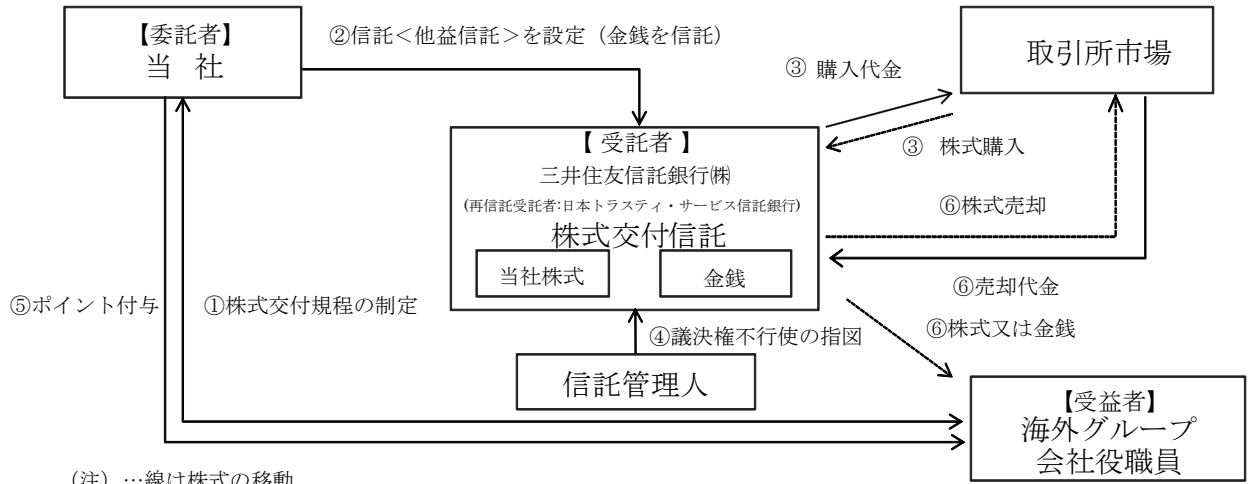 【委託者】
当 社
②信託<他益信託>を設定（金銭を信託）
③ 購入代金
取引所市場
【 受託者 】
三井住友信託銀行㈱
(再信託受託者:日本トラスティ・サービス信託銀行)
株式交付信託
当社株式
金銭
③ 株式購入
⑥株式売却
⑥売却代金
⑤ポイント付与
①株式交付規程の制定
④議決権不行使の指図
⑥株式又は金銭
信託管理人
【受益者】
海外グループ
会社役職員
（注）…線は株式の移動